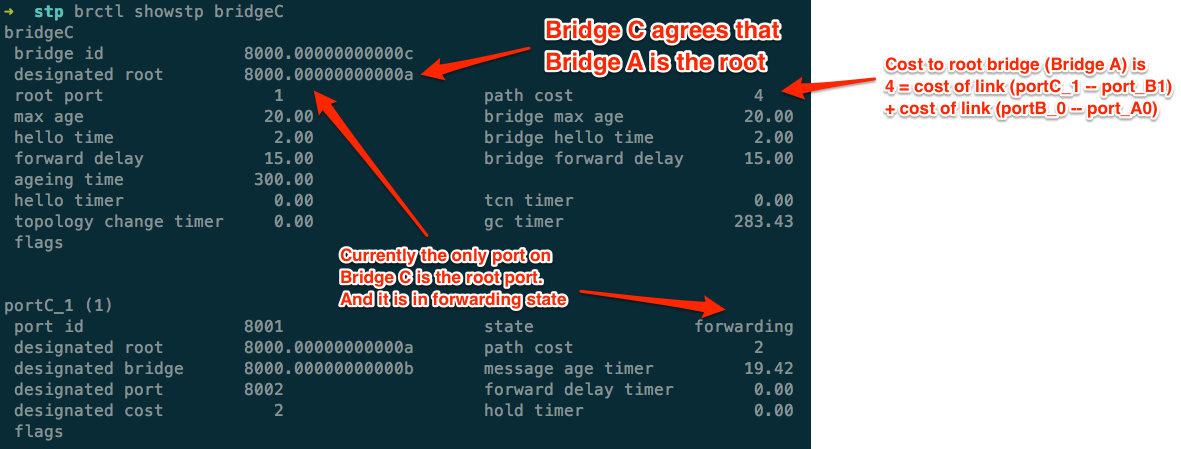 → stp brctl showstp bridgeC
bridgeC
bridge id 8000.00000000000c
designated root 8000.00000000000a
root port 1 path cost 4
max age 20.00 bridge max age 20.00
hello time 2.00 bridge hello time 2.00
forward delay 15.00 bridge forward delay 15.00
ageing time 300.00
hello timer 0.00 tcn timer 0.00
topology change timer 0.00 gc timer 283.43
flags
portC_1 (1)
port id 8001 state forwarding
designated root 8000.00000000000a path cost 2
designated bridge 8000.00000000000b message age timer 19.42
designated port 8002 forward delay timer 0.00
designated cost 2 hold timer 0.00
flags
Bridge C agrees that
Bridge A is the root
Cost to root bridge (Bridge A) is
4 = cost of link (portC_1 -- port_B1)
+ cost of link (portB_0 -- port_A0)
Currently the only port on
Bridge C is the root port.
And it is in forwarding state